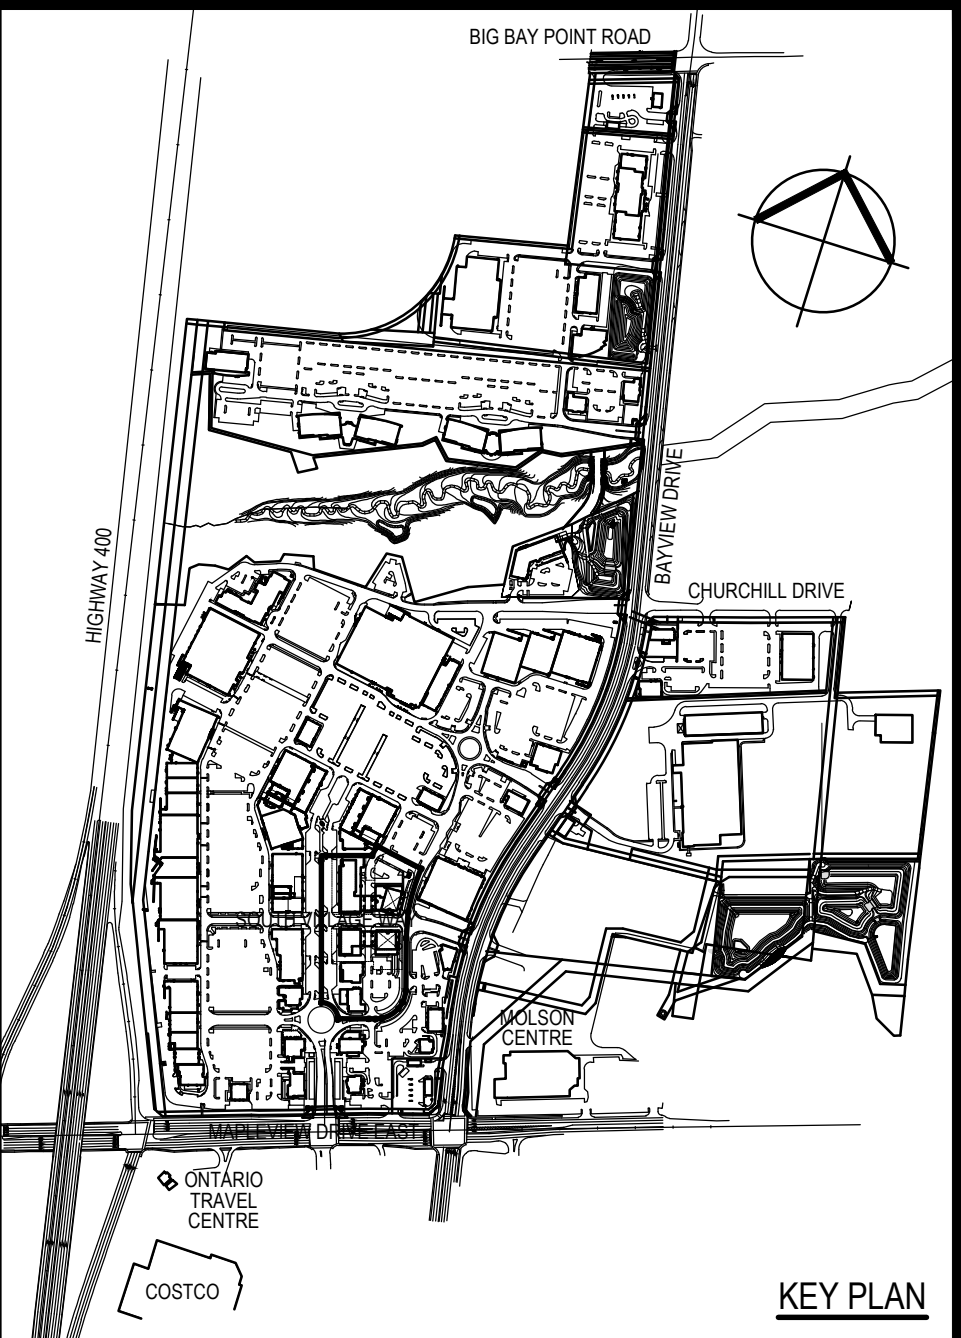 BIG BAY POINT ROAD
BAYVIEW DRIVE
HIGHWAY 400
CHURCHILL DRIVE
MOLSON
CENTRE
MAPLEVIEW DRIVE EAST
ONTARIO
TRAVEL
CENTRE
COSTCO
KEY PLAN